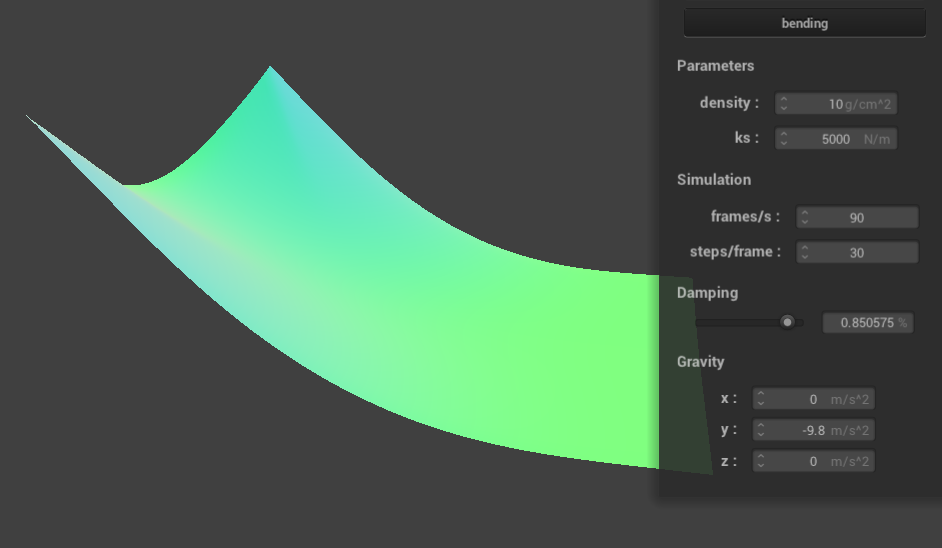 bending
Parameters
density : 10 g/cm^2
ks : 5000 N/m
Simulation
frames/s : 90
steps/frame : 30
Damping
0.850575 %
Gravity
x : 0 m/s^2
y : -9.8 m/s^2
z : 0 m/s^2